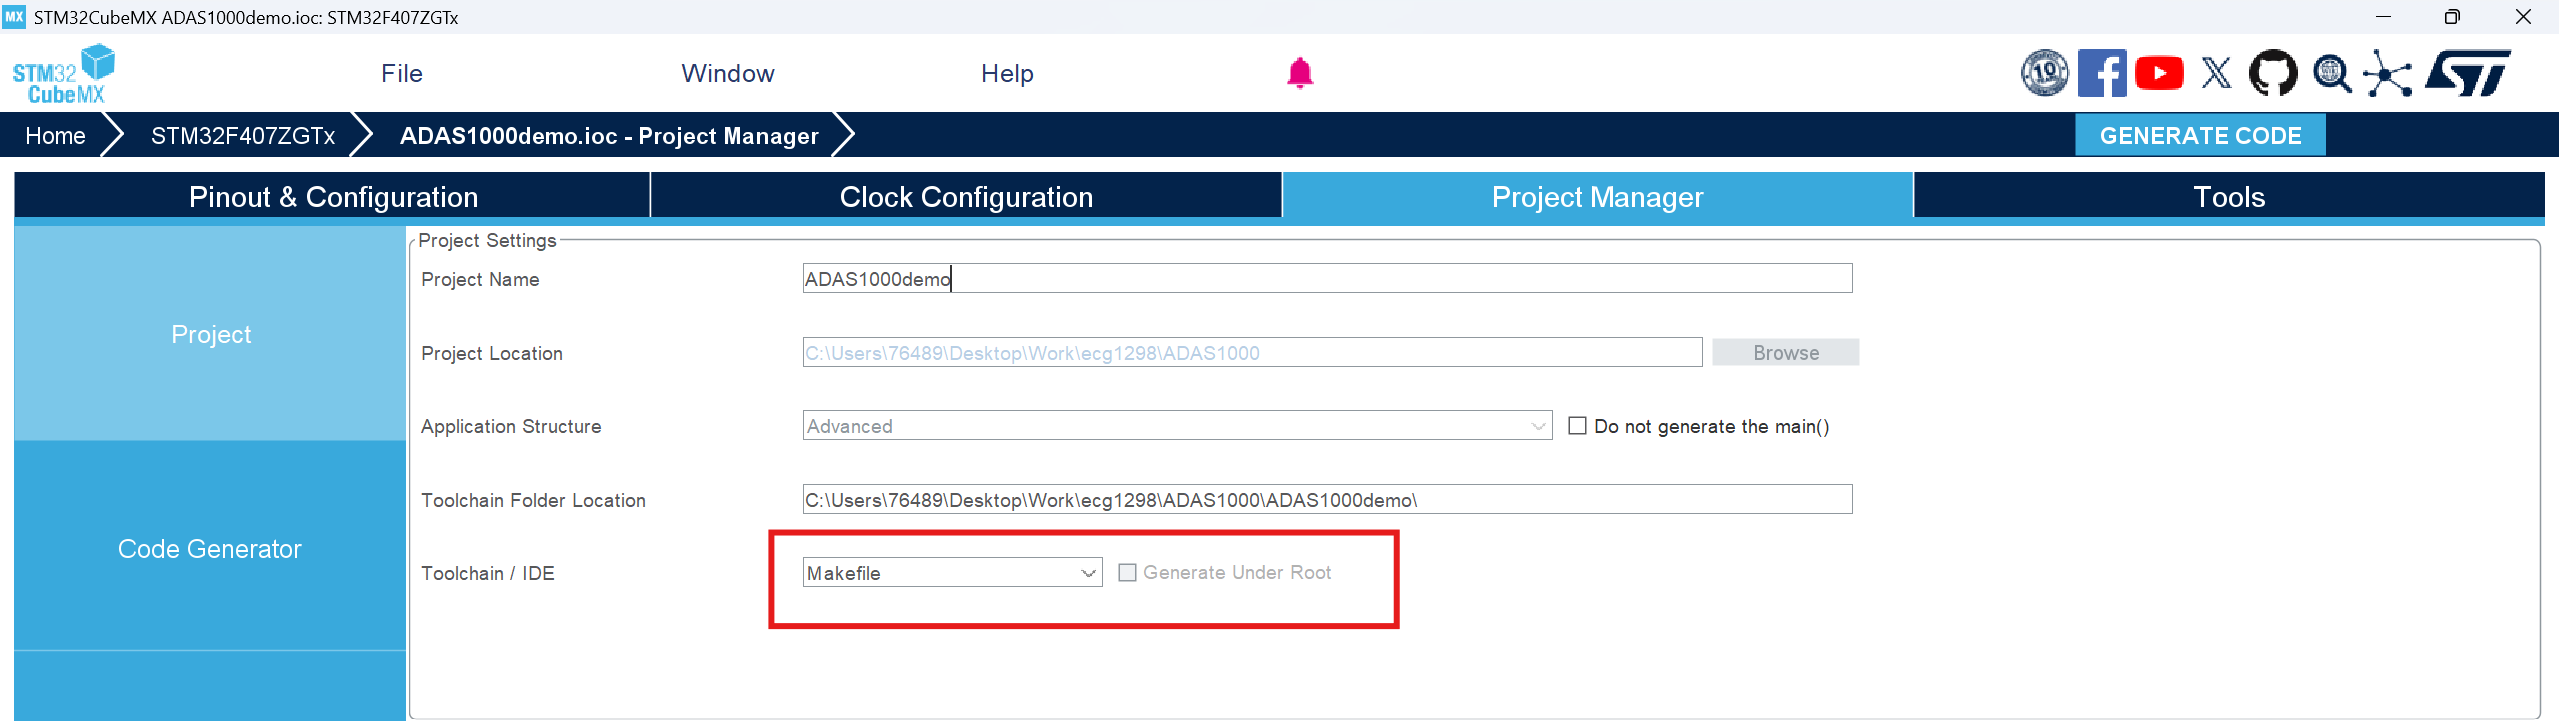 MX STM32CubeMX ADAS1000demo.ioc: STM32F407ZGTx
STM32
CubeMX
File Window Help
10
ST
Home STM32F407ZGTx ADAS1000demo.ioc - Project Manager GENERATE CODE
Pinout & Configuration Clock Configuration Project Manager Tools
Project Settings
Project Name ADAS1000demo
Project
Project Location C:\Users\76489\Desktop\Work\ecg1298\ADAS1000 Browse
Application Structure Advanced Do not generate the main()
Toolchain Folder Location C:\Users\76489\Desktop\Work\ecg1298\ADAS1000\ADAS1000demo\
Code Generator
Toolchain / IDE Makefile Generate Under Root